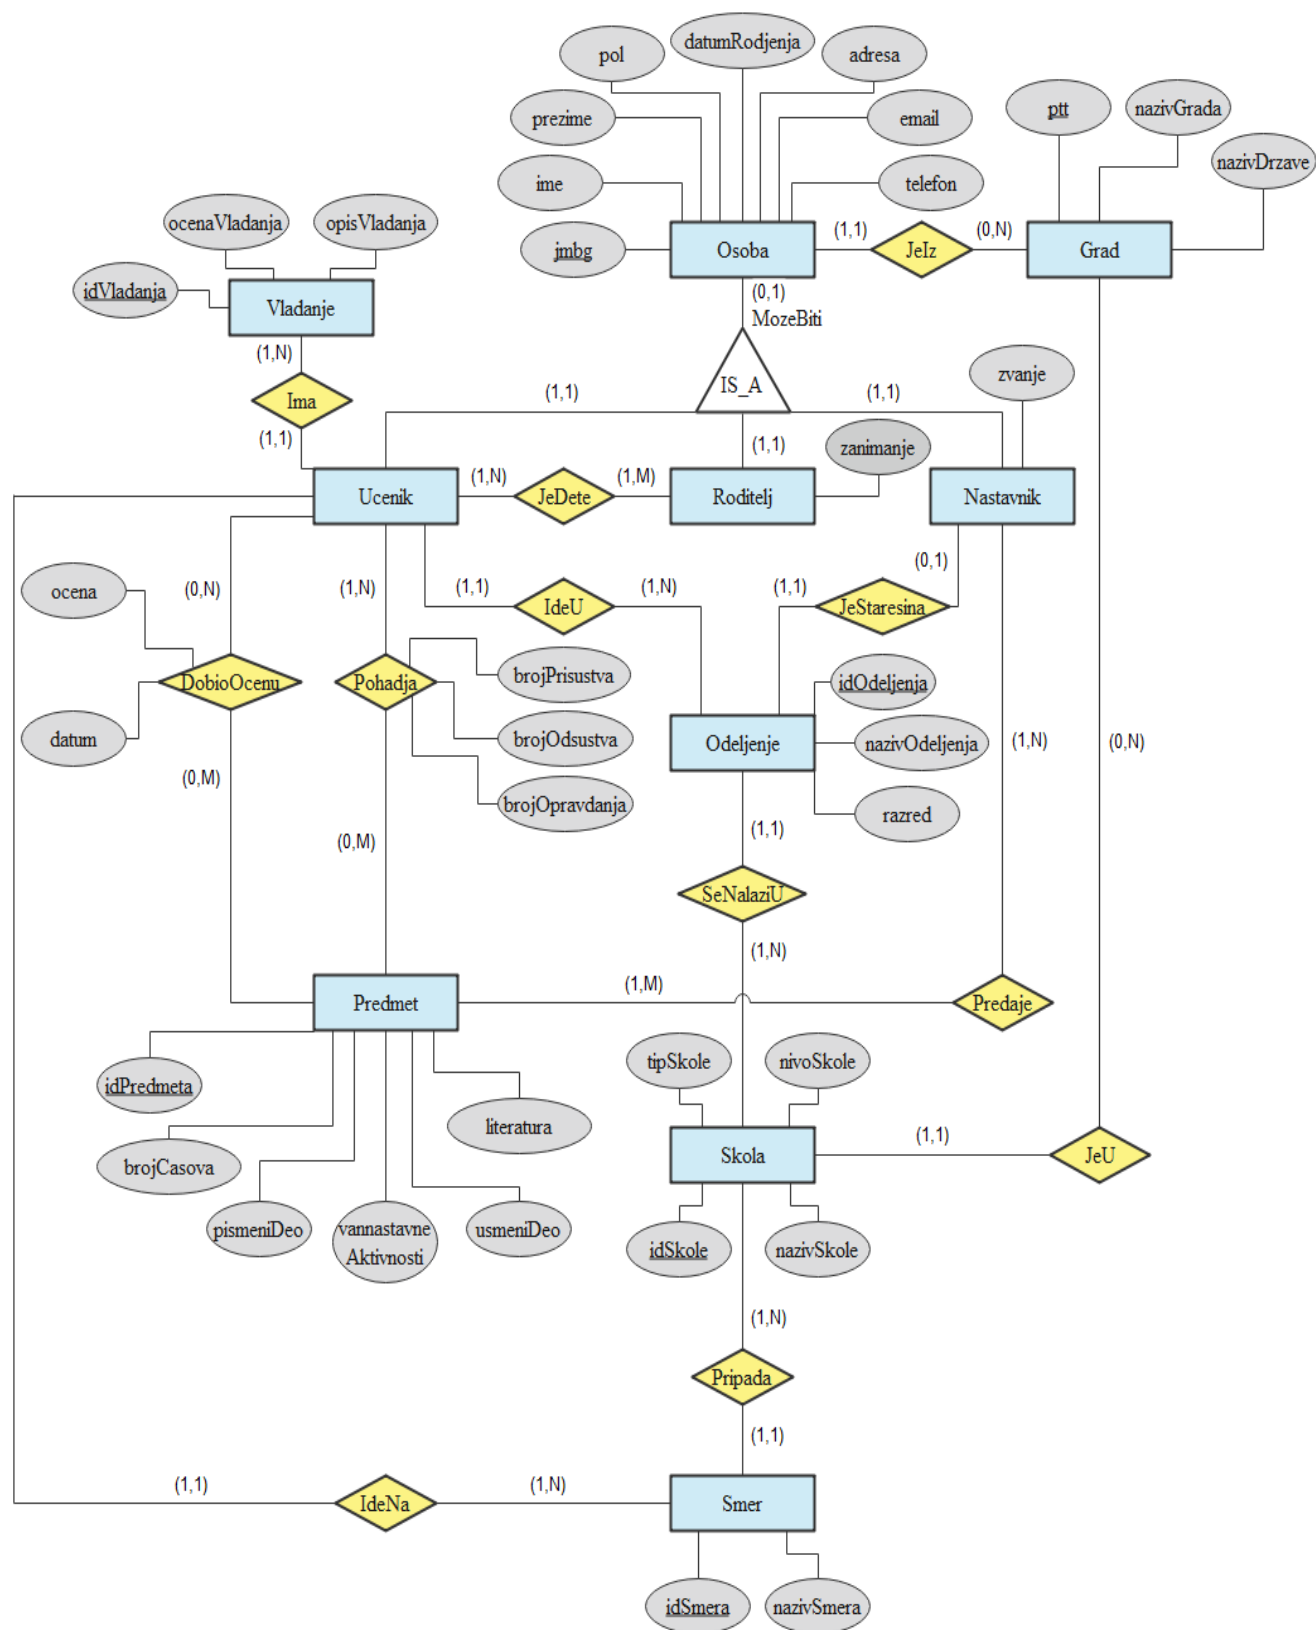 datumRodjenja
pol
adresa
prezime
email
ptt
nazivGrada
nazivDrzave
ime
telefon
ocenaVladanja
opisVladanja
jmbg
Osoba
(1,1)
JeIz
(0,N)
Grad
idVladanja
Vladanje
(0,1)
MozeBiti
(1,N)
IS_A
zvanje
Ima
(1,1)
(1,1)
(1,1)
(1,1)
zanimanje
Ucenik
(1,N)
JeDete
(1,M)
Roditelj
Nastavnik
ocena
(0,N)
(1,N)
(1,1)
IdeU
(1,N)
(1,1)
JeStaresina
(0,1)
DobioOcenu
Pohadja
brojPrisustva
idOdeljenja
datum
brojOdsustva
Odeljenje
nazivOdeljenja
(1,N)
(0,N)
(0,M)
brojOpravdanja
razred
(0,M)
(1,1)
SeNalaziU
(1,N)
Predmet
(1,M)
Predaje
tipSkole
nivoSkole
idPredmeta
literatura
brojCasova
Skola
(1,1)
JeU
pismeniDeo
vannastavne
Aktivnosti
usmeniDeo
idSkole
nazivSkole
(1,N)
Pripada
(1,1)
(1,1)
IdeNa
(1,N)
Smer
idSmera
nazivSmera